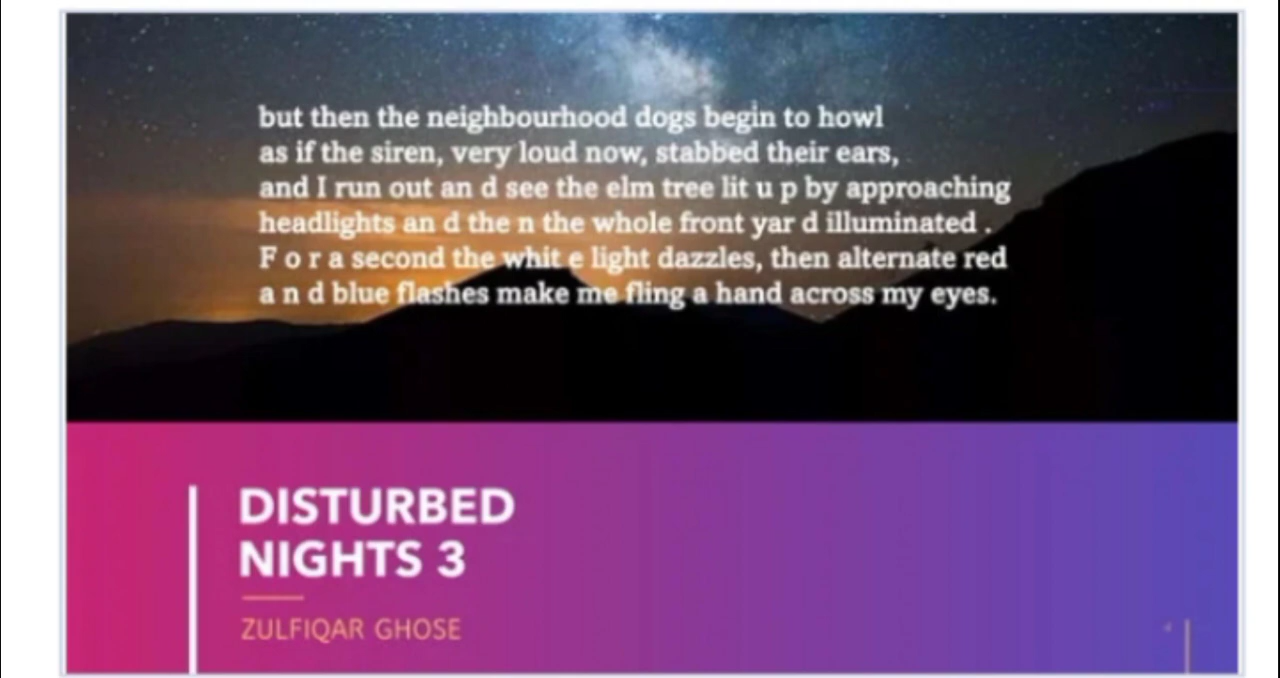 but then the neighbourhood dogs begin to howl
as if the siren, very loud now, stabbed their ears,
and I run out an d see the elm tree lit u p by approaching
headlights an d the n the whole front yar d illuminated .
F o r a second the whit e light dazzles, then alternate red
a n d blue flashes make me fling a hand across my eyes.
DISTURBED
NIGHTS 3
ZULFIQAR GHOSE